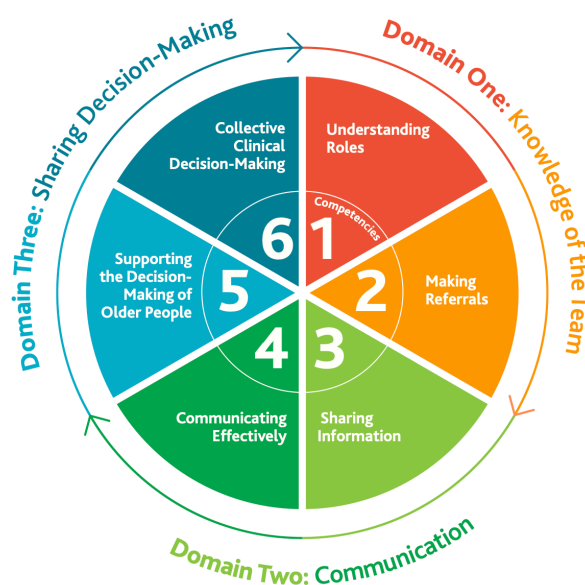 Domain One: Knowledge of the Team
Understanding
Roles
Competencies
1
2
Making
Referrals
3
Sharing
Information
Domain Two: Communication
4
Communicating
Effectively
5
Supporting
the Decision-
Making of
Older People
Domain Three: Sharing Decision-Making
6
Collective
Clinical
Decision-Making